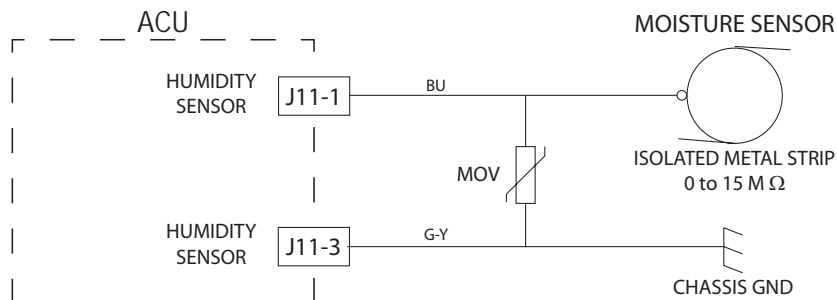 ACU
MOISTURE SENSOR
HUMIDITY
SENSOR
J11-1
BU
MOV
ISOLATED METAL STRIP
0 to 15 M Ω
HUMIDITY
SENSOR
J11-3
G-Y
CHASSIS GND